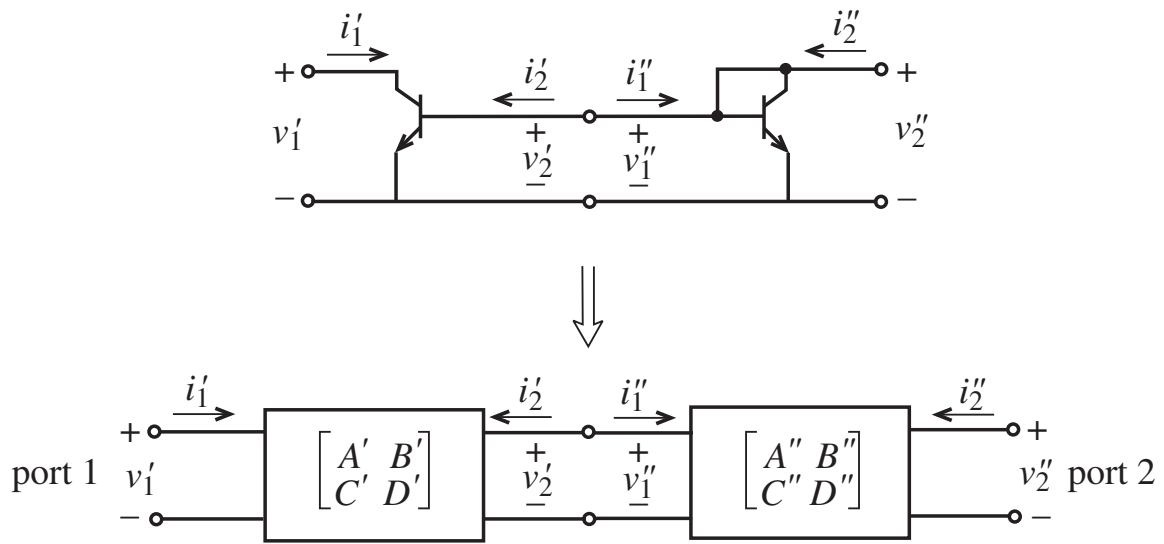 i₁′ i₂″
+ i₂′ i₁″ +
v₁′ + + v₂″
v₂′ v₁″
− − − −
i₁′ i₂′ i₁″ i₂″
+ [A′ B′ + + [A″ B″ +
port 1 v₁′ C′ D′] v₂′ v₁″ C″ D″] v₂″ port 2
− − − −